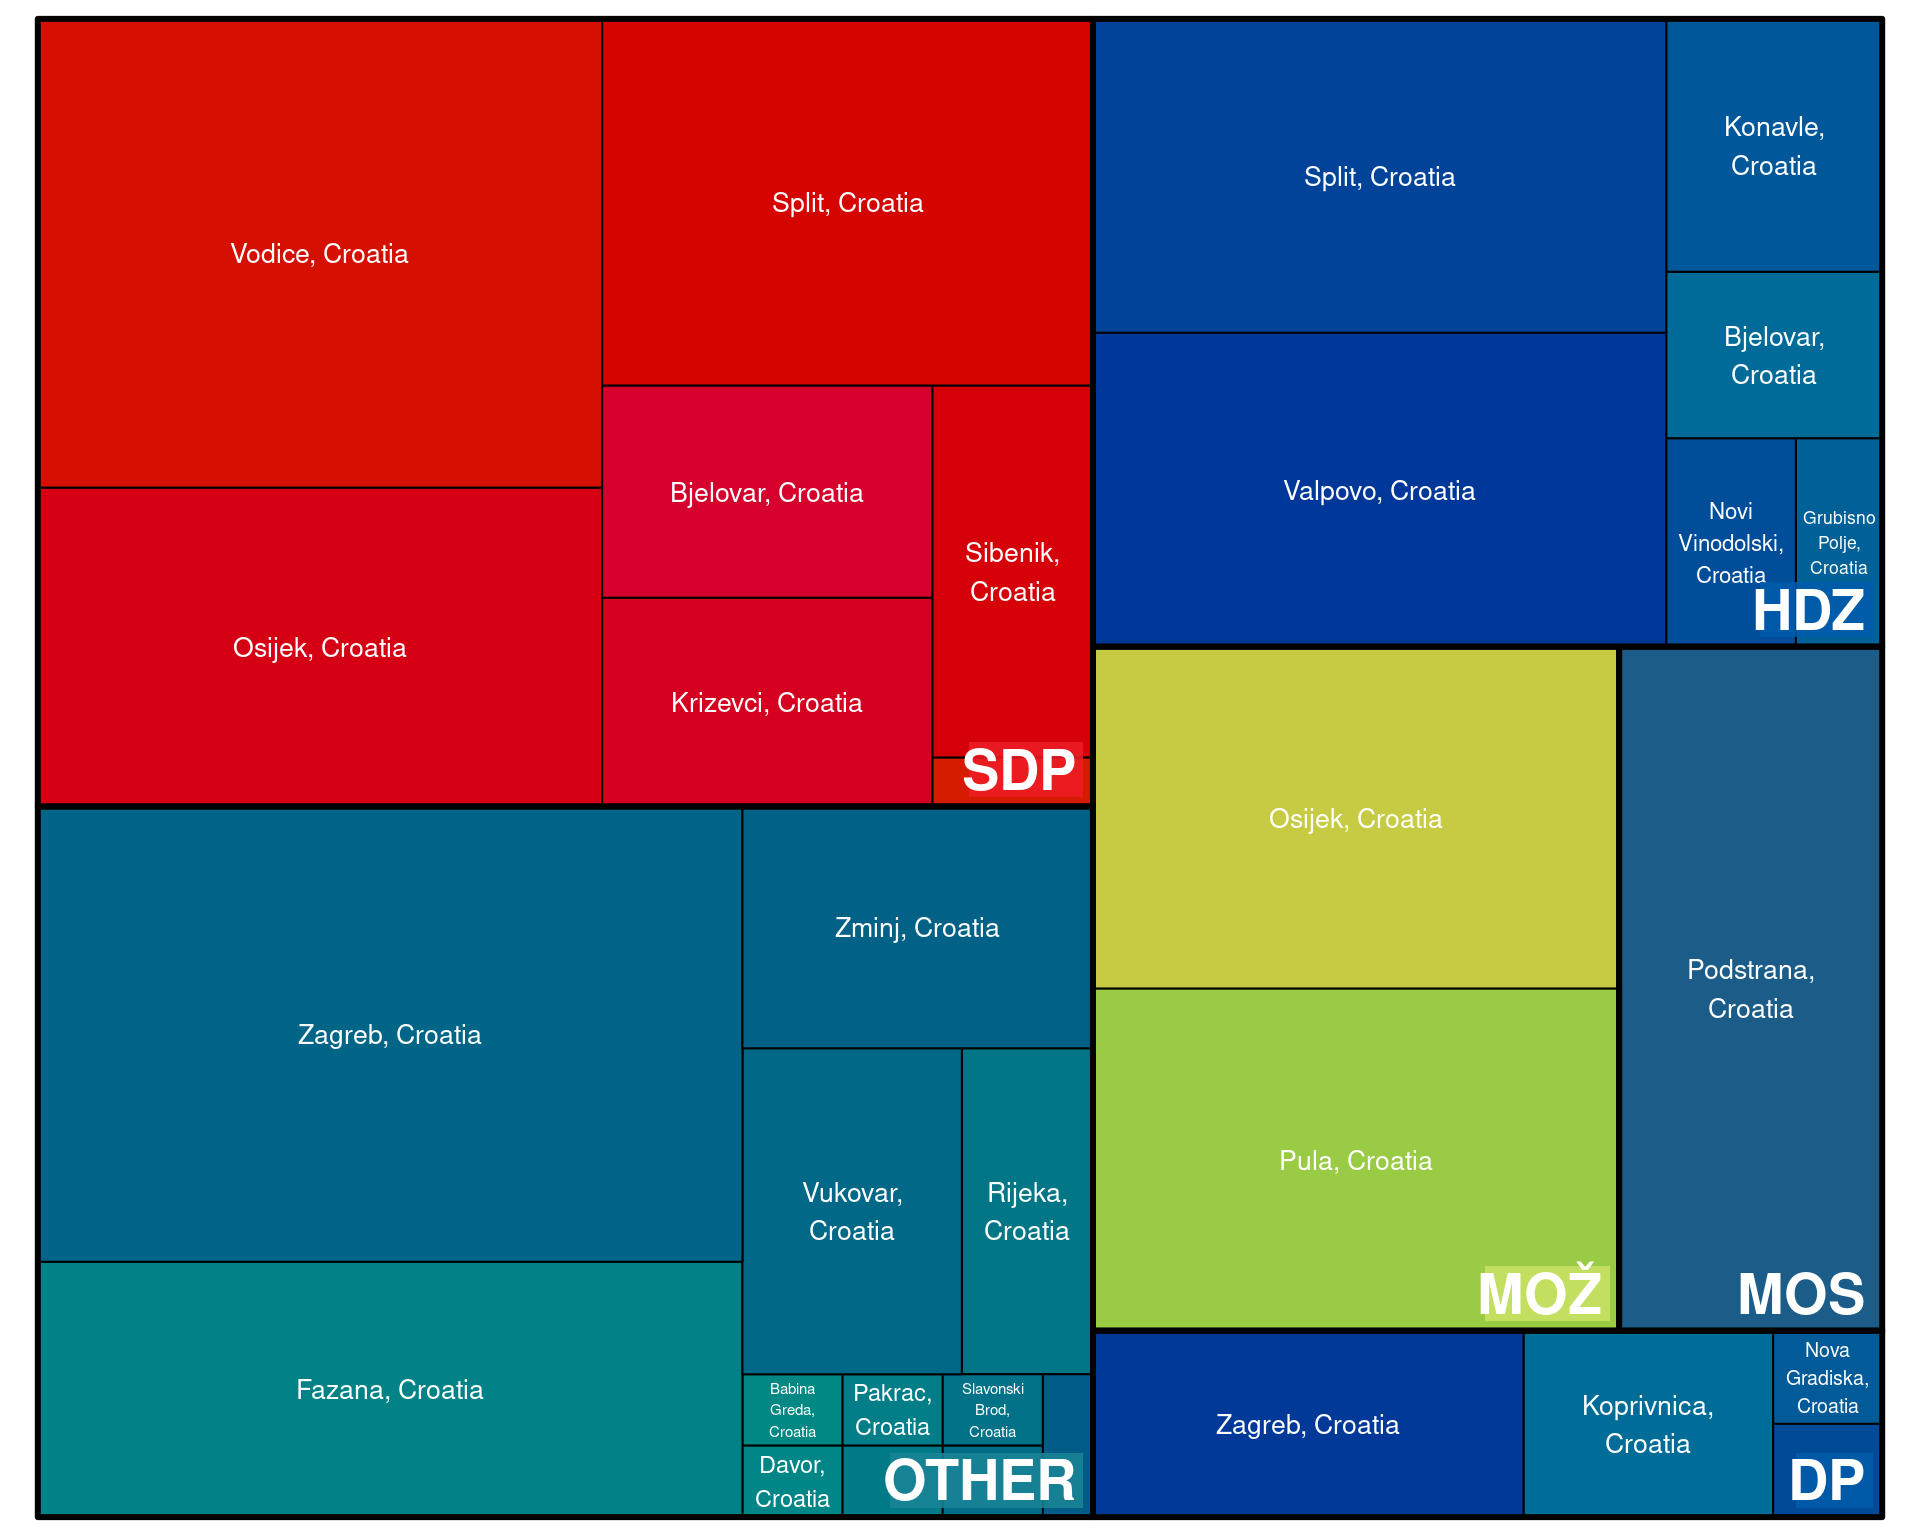 Vodice, Croatia
Split, Croatia
Osijek, Croatia
Bjelovar, Croatia
Krizevci, Croatia
Sibenik,
Croatia
SDP
Split, Croatia
Valpovo, Croatia
Konavle,
Croatia
Bjelovar,
Croatia
Novi
Vinodolski,
Croatia
Grubisno
Polje,
Croatia
HDZ
Zagreb, Croatia
Fazana, Croatia
Zminj, Croatia
Vukovar,
Croatia
Rijeka,
Croatia
Babina
Greda,
Croatia
Pakrac,
Croatia
Slavonski
Brod,
Croatia
Davor,
Croatia
OTHER
Osijek, Croatia
Pula, Croatia
MOŽ
Podstrana,
Croatia
MOS
Zagreb, Croatia
Koprivnica,
Croatia
Nova
Gradiska,
Croatia
DP